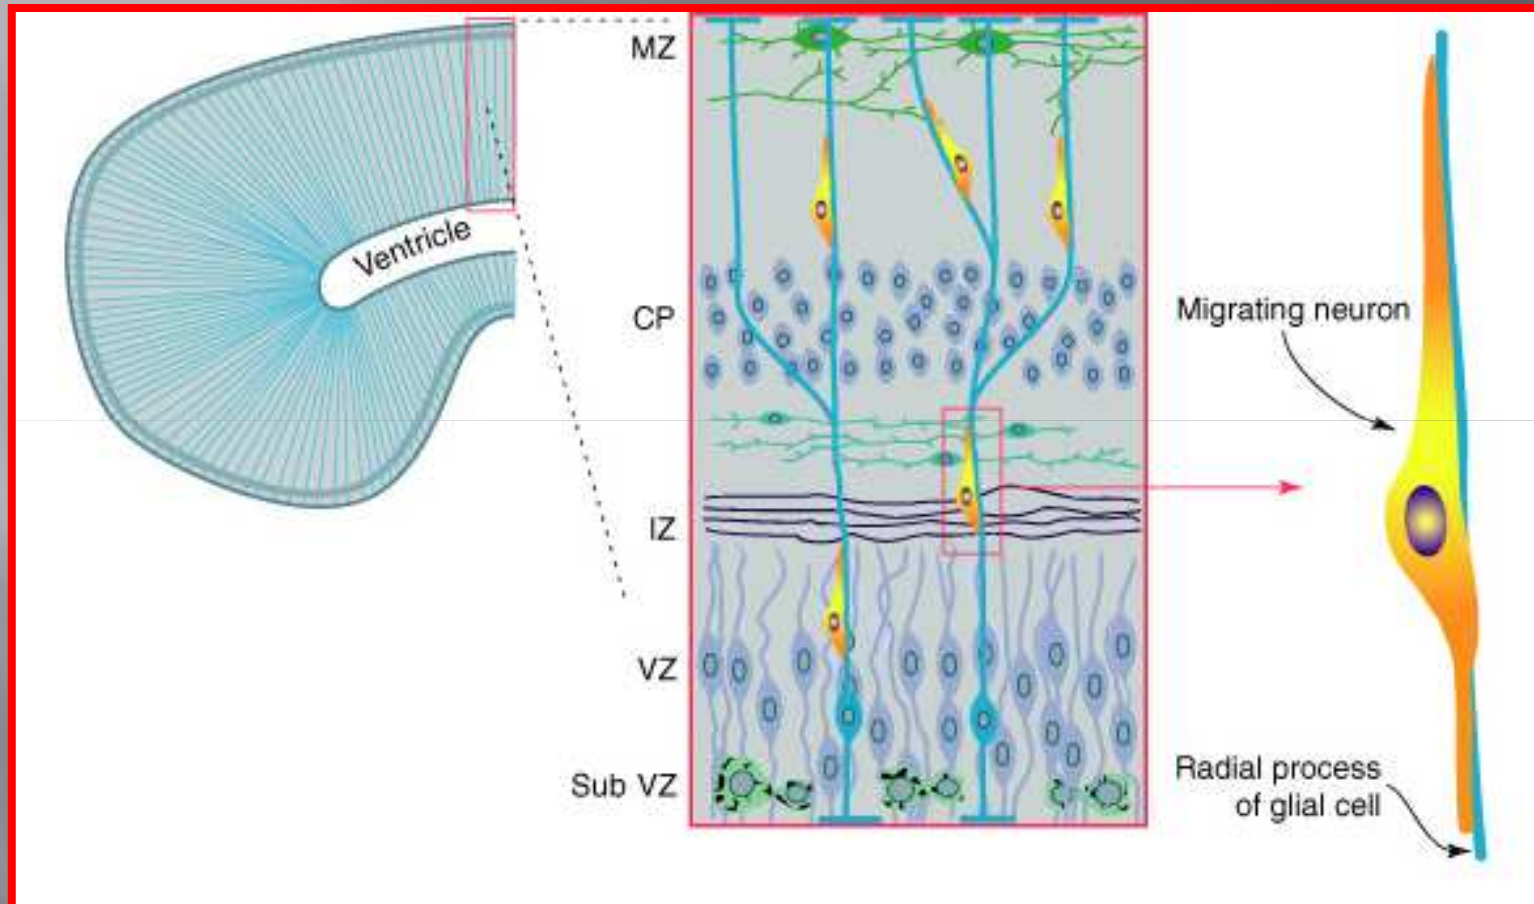 MZ
Ventricle
CP
Migrating neuron
IZ
VZ
Radial process
of glial cell
Sub VZ